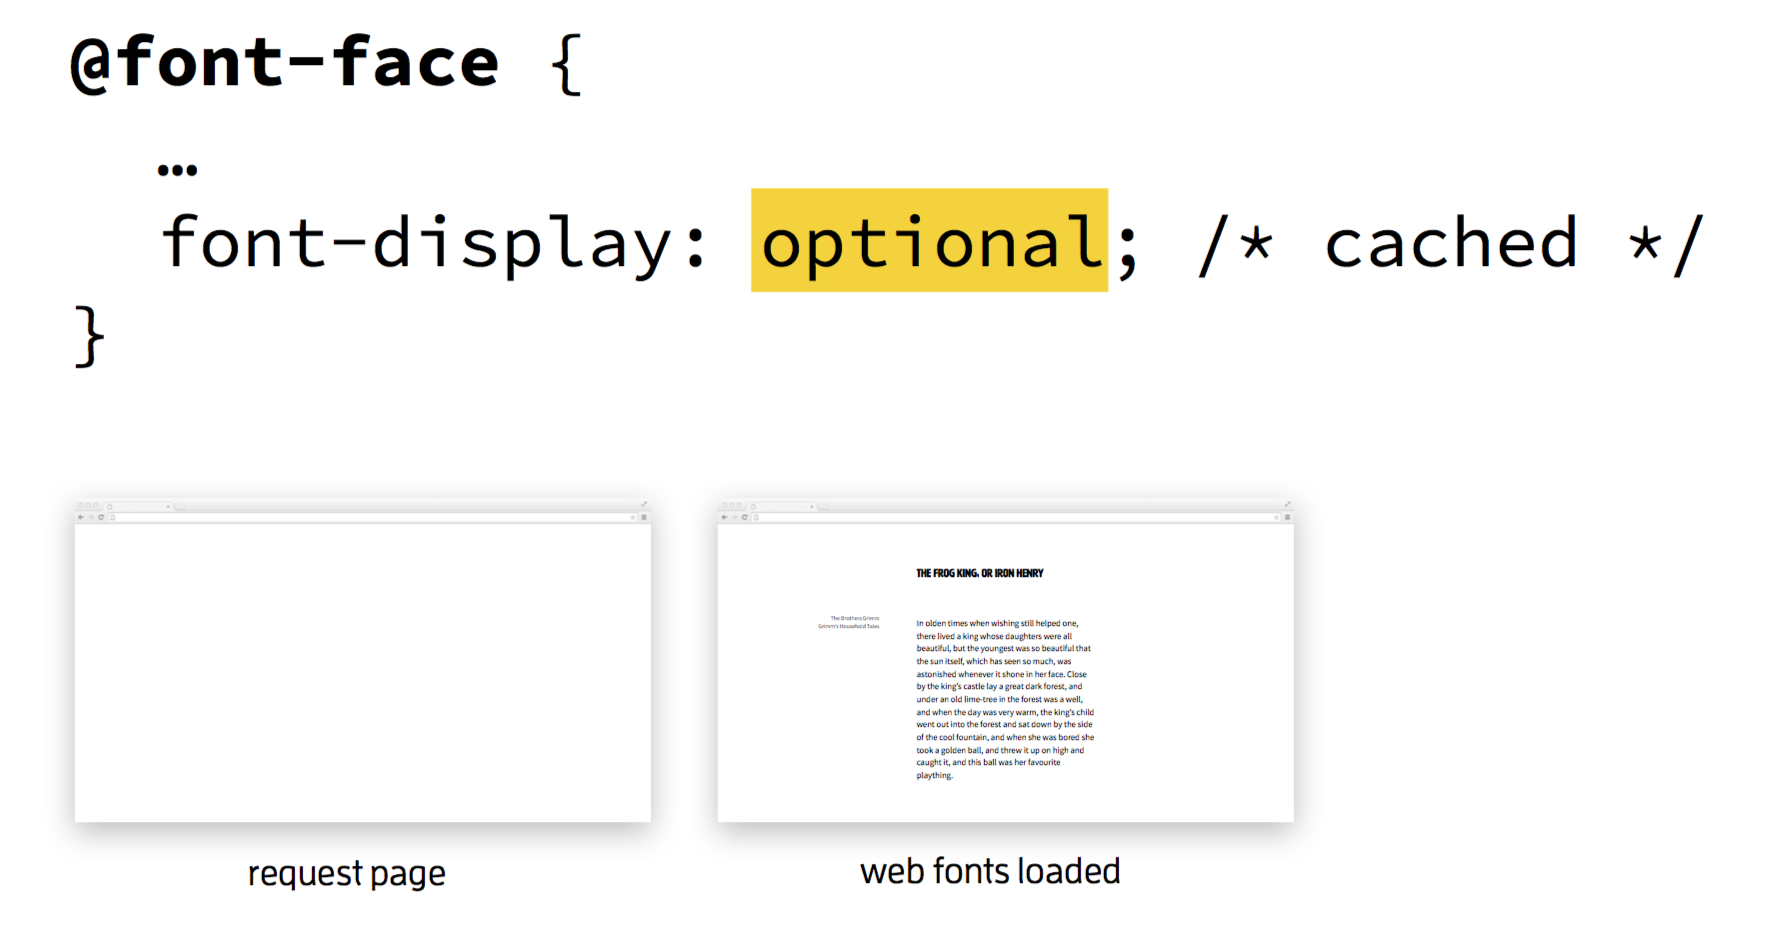 @font-face {
…
font-display: optional; /* cached */
}
request page
THE FROG KING, OR IRON HENRY
The Brothers Grimm
Grimm's Household Tales
In olden times when wishing still helped one,
there lived a king whose daughters were all
beautiful, but the youngest was so beautiful that
the sun itself, which has seen so much, was
astonished whenever it shone in her face. Close
by the king's castle lay a great dark forest, and
under an old lime-tree in the forest was a well,
and when the day was very warm, the king's child
went out into the forest and sat down by the side
of the cool fountain, and when she was bored she
took a golden ball, and threw it up on high and
caught it, and this ball was her favourite
plaything.
web fonts loaded